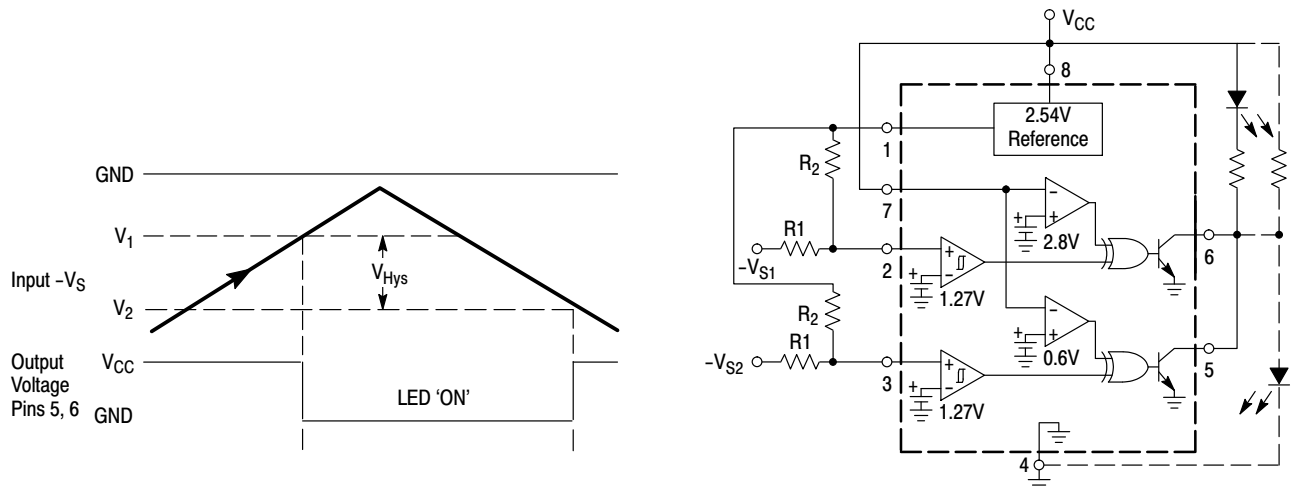 GND
V1
Input –VS
VHys
V2
Output
Voltage
Pins 5, 6
VCC
GND
LED ‘ON’
VCC
8
2.54V
Reference
1
R2
7
–
+
+
2.8V
R1
–VS1
2
+
–
+
1.27V
6
R2
–
+
+
0.6V
R1
–VS2
3
+
–
+
1.27V
5
4